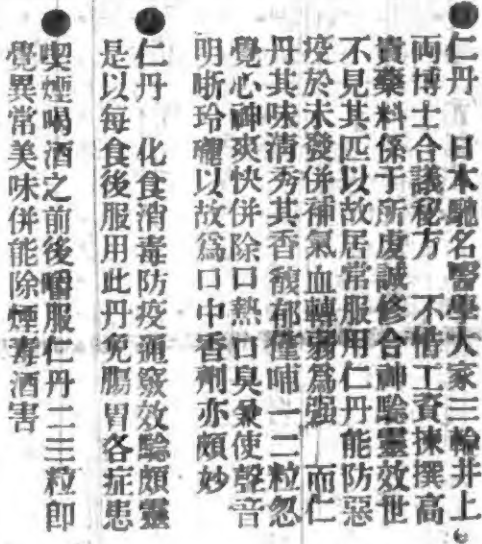 ●仁丹 日本馳名醫學大家三輪井上
両博士合議秘方 不惜工資揀撰高
貴藥料係于所虔誠修合神驗靈效世
不見其匹以故居常服用仁丹能防惡
疫於未發併補氣血轉弱爲强 而仁
丹其味清秀其香馥郁僅哺一二粒忽
覺心神爽快併除口熱口臭兼使聲音
明晰玲瓏以故爲口中香劑亦頗妙
●仁丹 化食消毒防疫通竅效驗頗靈
是以每食後服用此丹免膓胃各症患
●喫煙喝酒之前後嚼服仁丹二三粒即
覺異常美味併能除煙毒酒害